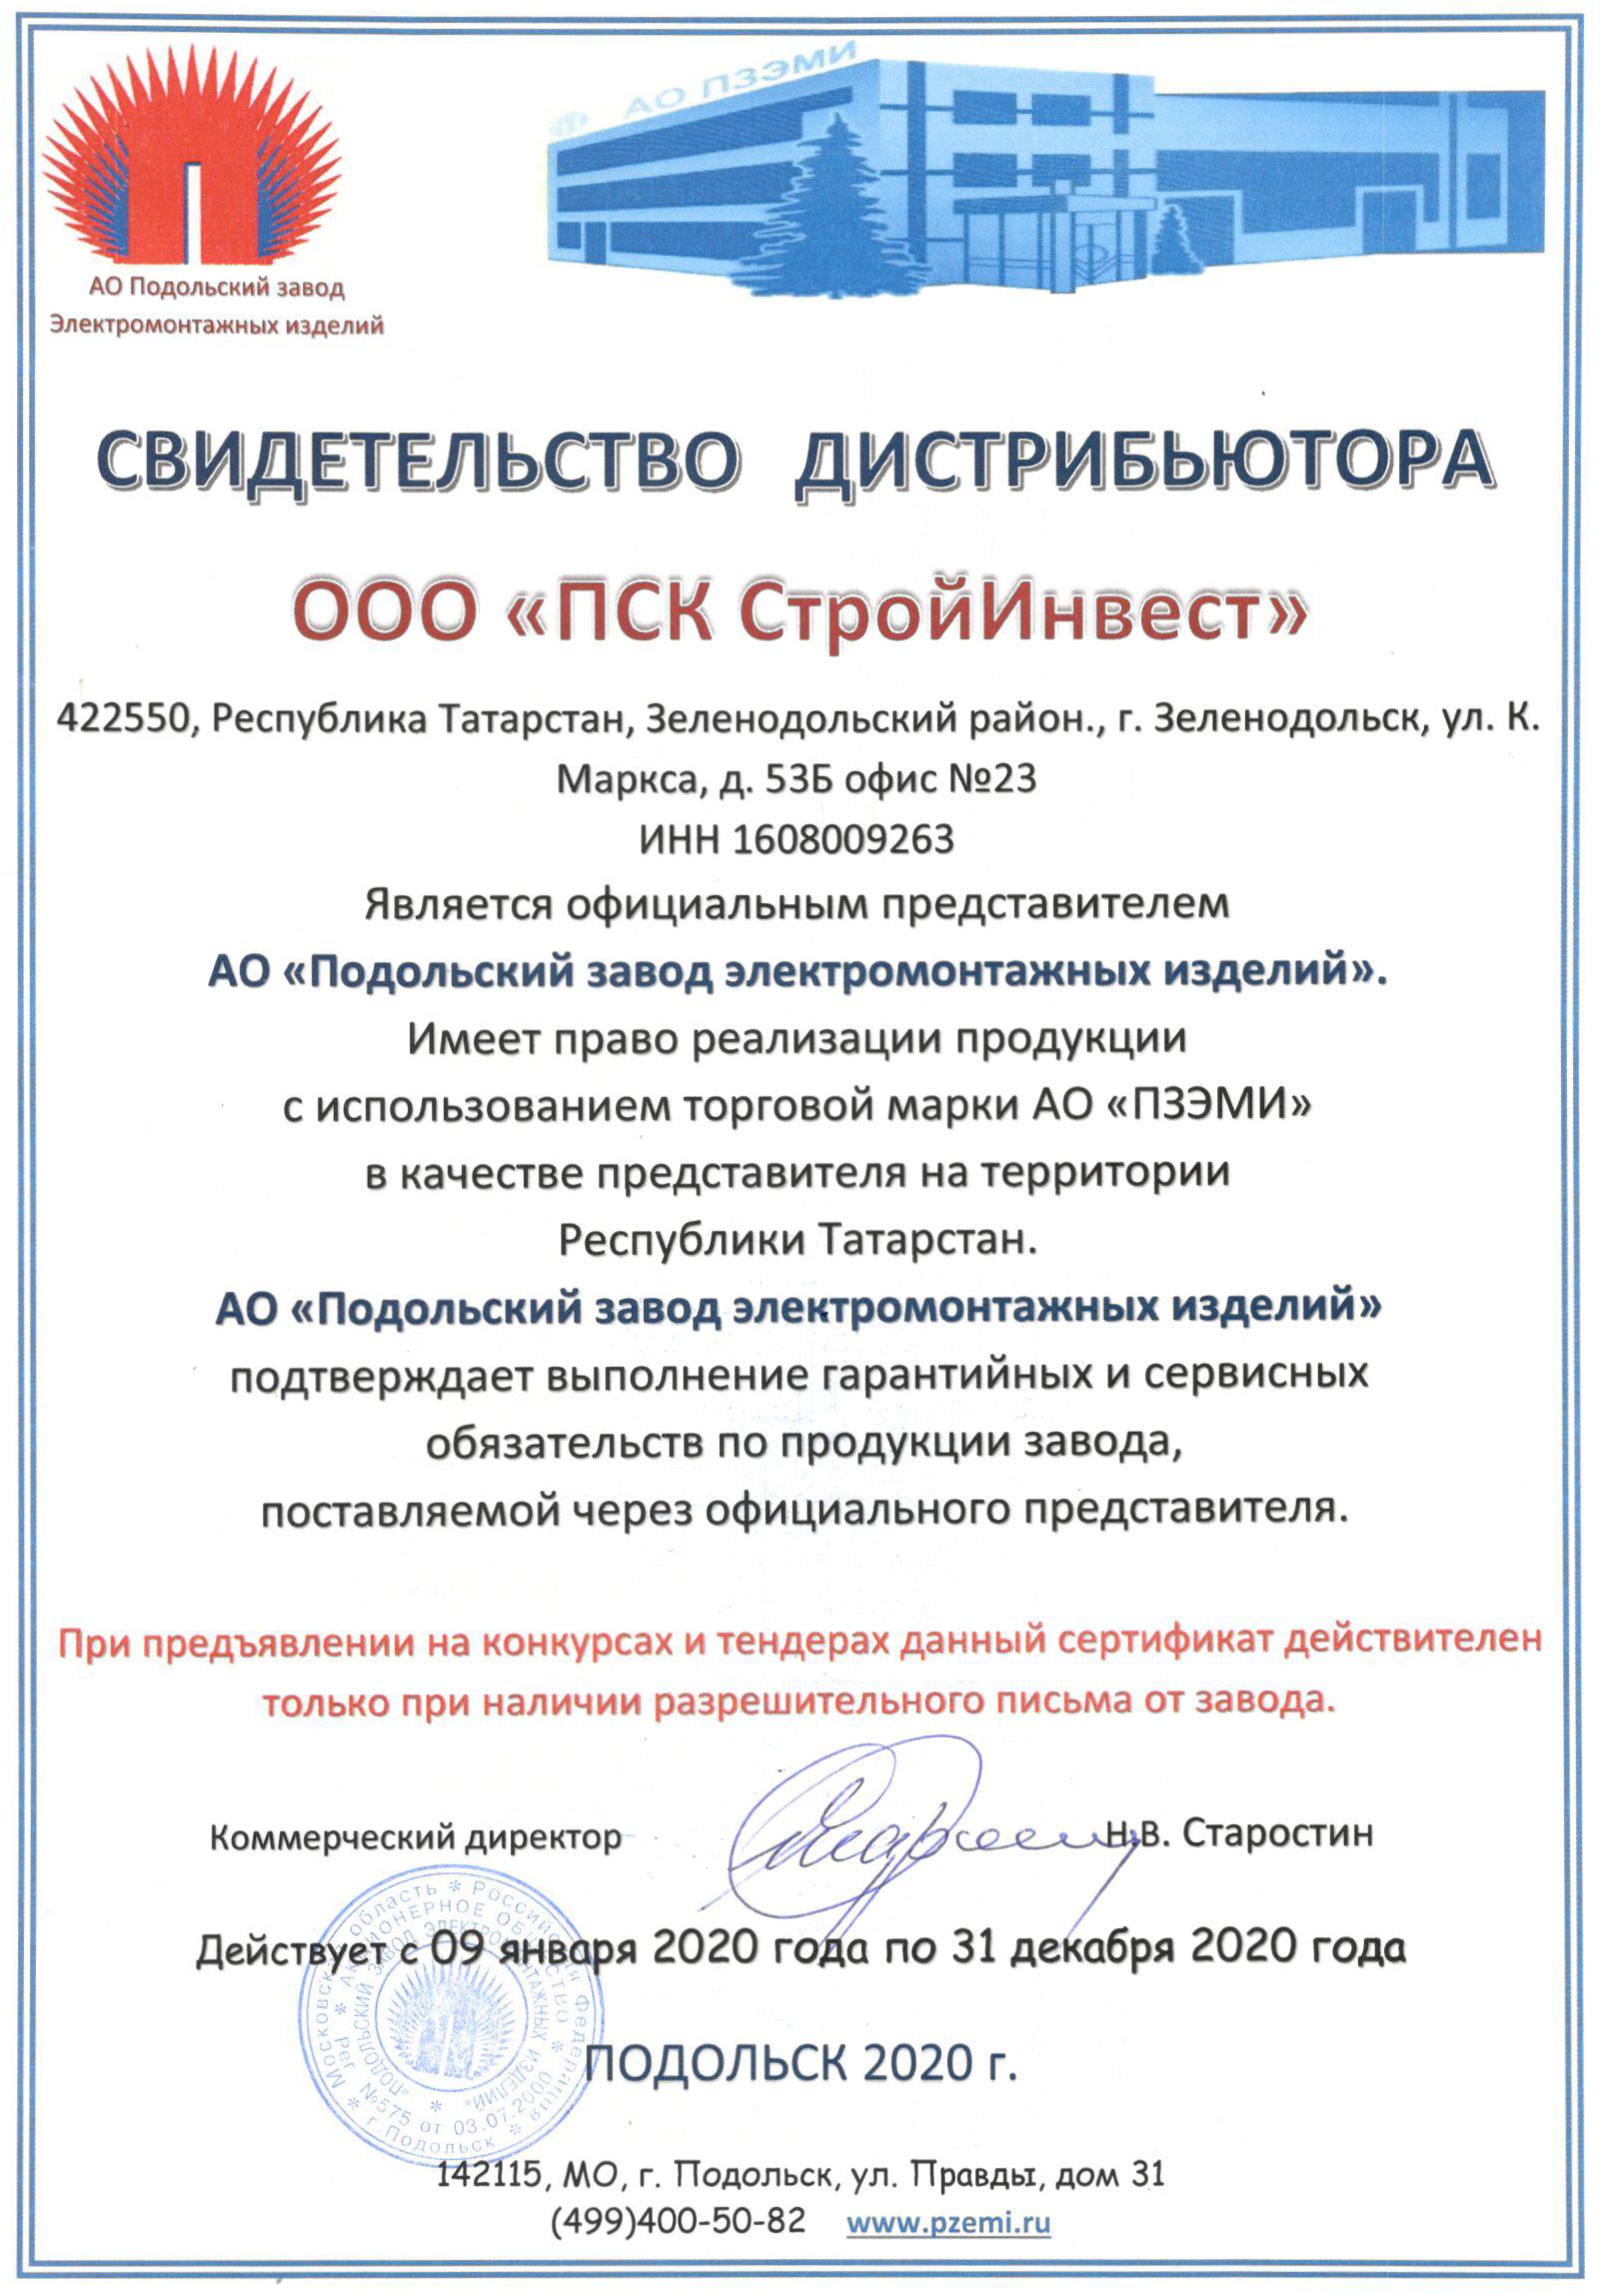 АО ПЗЭМИ
АО Подольский завод
Электромонтажных изделий
СВИДЕТЕЛЬСТВО ДИСТРИБЬЮТОРА
ООО «ПСК СтройИнвест»
422550, Республика Татарстан, Зеленодольский район., г. Зеленодольск, ул. К.
Маркса, д. 53Б офис №23
ИНН 1608009263
Является официальным представителем
АО «Подольский завод электромонтажных изделий».
Имеет право реализации продукции
с использованием торговой марки АО «ПЗЭМИ»
в качестве представителя на территории
Республики Татарстан.
АО «Подольский завод электромонтажных изделий»
подтверждает выполнение гарантийных и сервисных
обязательств по продукции завода,
поставляемой через официального представителя.
При предъявлении на конкурсах и тендерах данный сертификат действителен
только при наличии разрешительного письма от завода.
Коммерческий директор Н.В. Старостин
Действует с 09 января 2020 года по 31 декабря 2020 года
ПОДОЛЬСК 2020 г.
* Московская область * Российская Федерация *
г.Подольск
* АКЦИОНЕРНОЕ ОБЩЕСТВО *
Рег №575 от 03.07.2000
"ПОДОЛЬСКИЙ ЗАВОД ЭЛЕКТРОМОНТАЖНЫХ ИЗДЕЛИЙ"
142115, МО, г. Подольск, ул. Правды, дом 31
(499)400-50-82 www.pzemi.ru